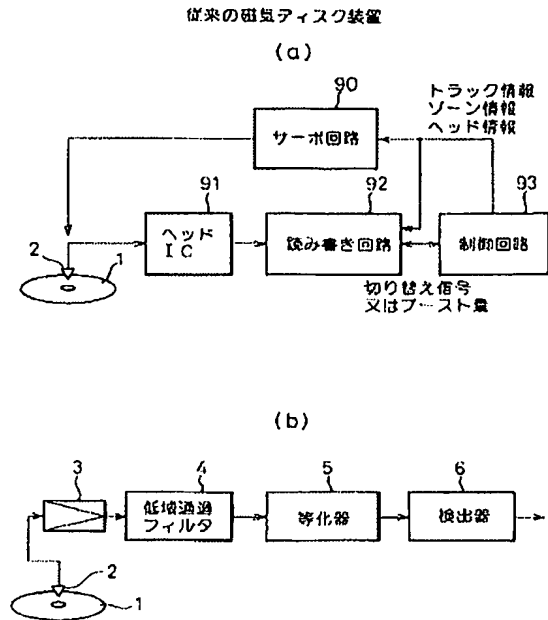 従来の磁気ディスク装置
(a)
90
サーボ回路
トラック情報
ゾーン情報
ヘッド情報
91
ヘッド
IC
92
読み書き回路
93
制御回路
切り替え信号
又はブースト量
2
1
(b)
3
4
低域通過
フィルタ
5
等化器
6
検出器
2
1